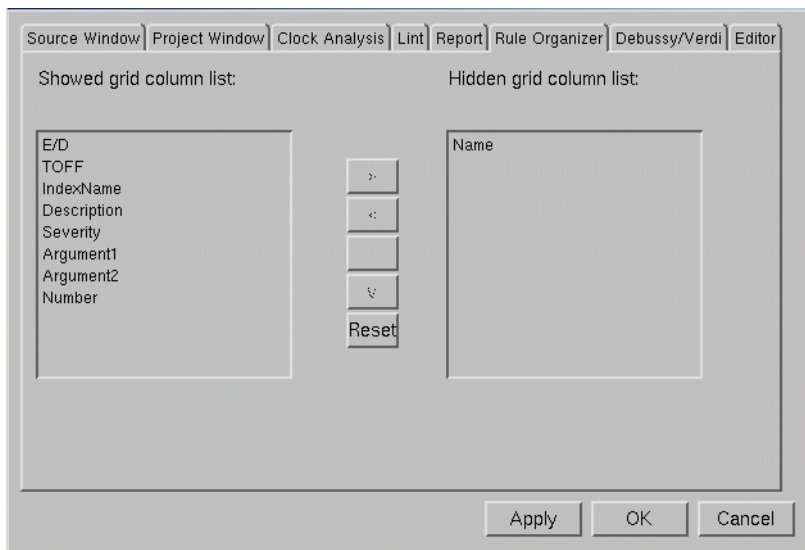 Source Window Project Window Clock Analysis Lint Report Rule Organizer Debussy/Verdi Editor
Showed grid column list:
Hidden grid column list:
E/D
TOFF
IndexName
Description
Severity
Argument1
Argument2
Number
Name
>
<
V
Reset
Apply OK Cancel